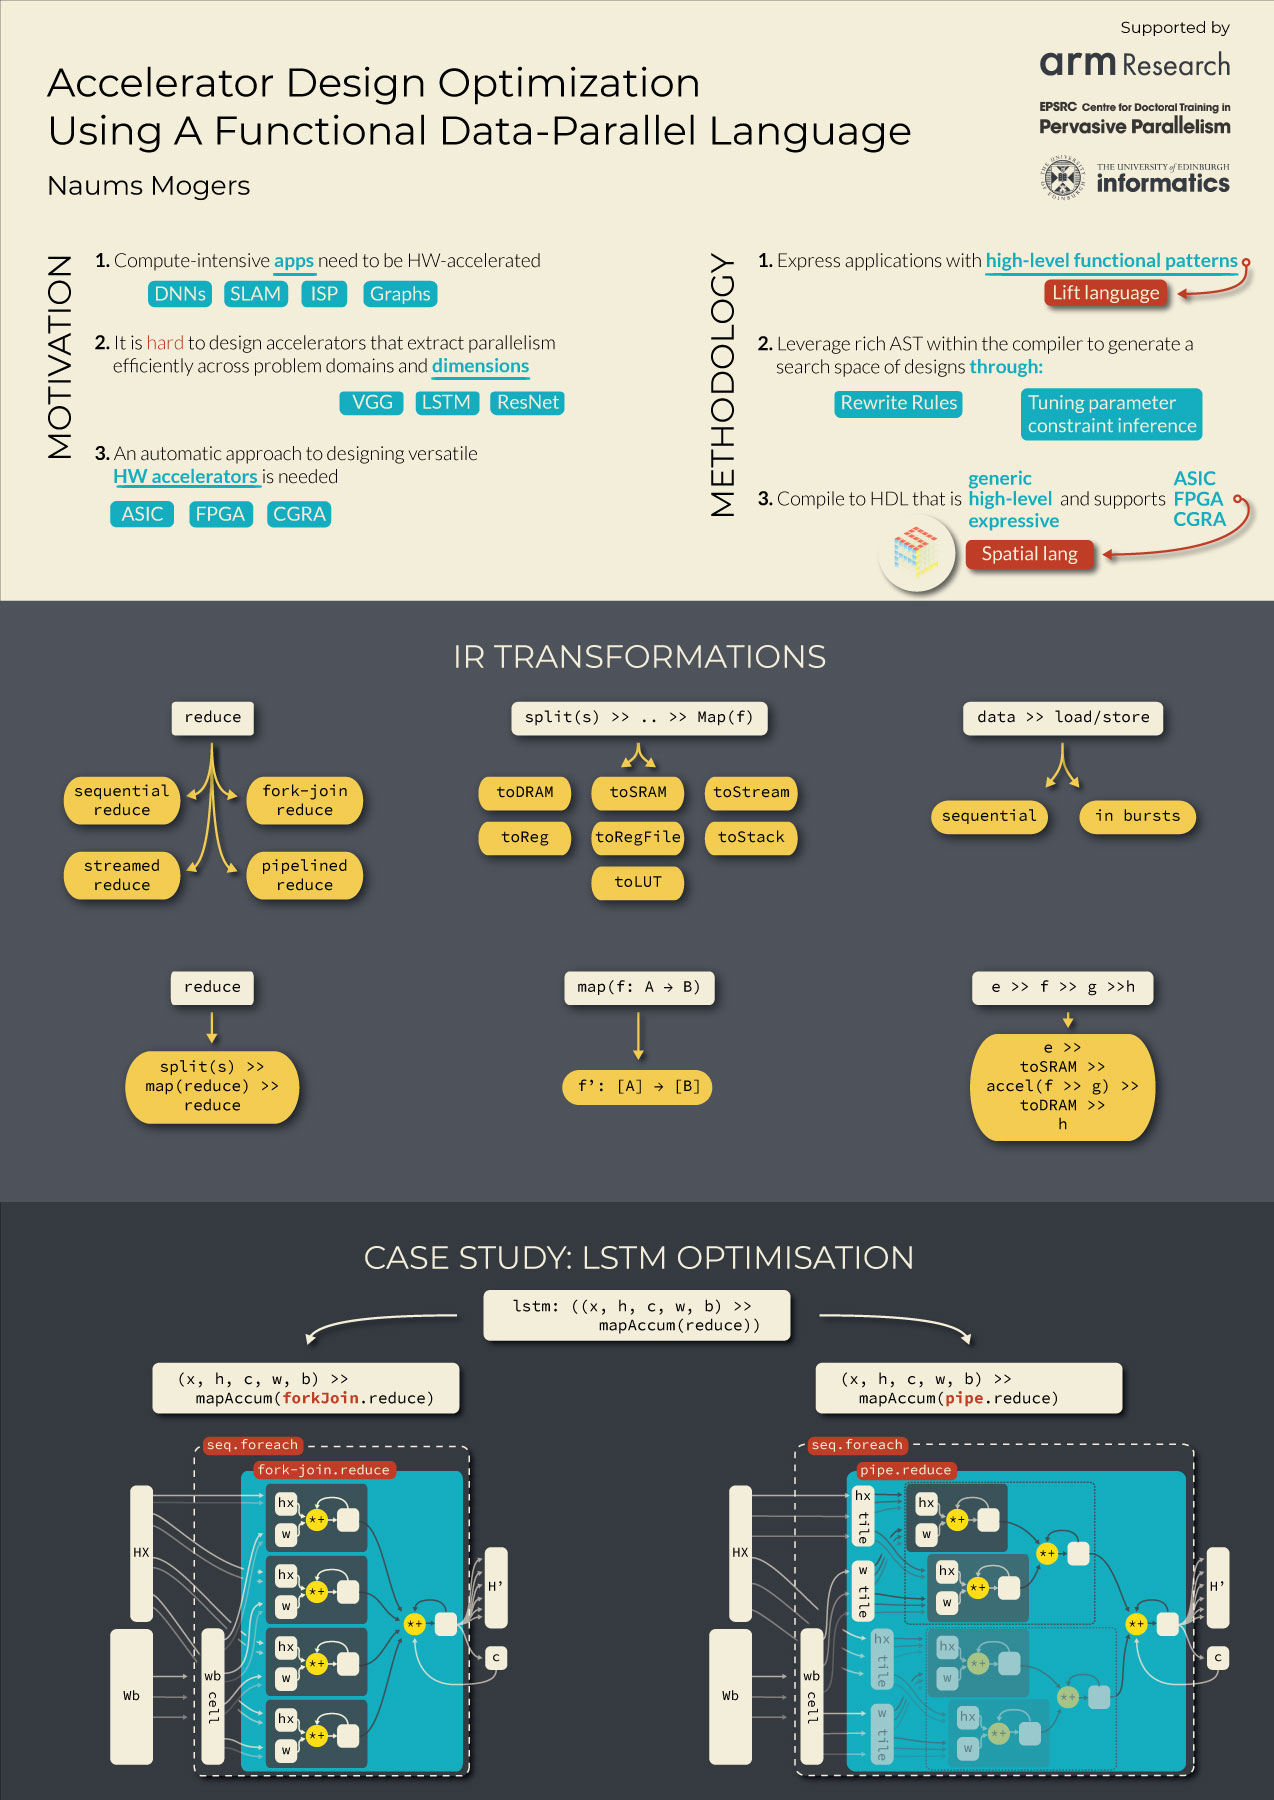 Supported by
arm Research
EPSRC Centre for Doctoral Training in
Pervasive Parallelism
THE UNIVERSITY of EDINBURGH
informatics
Accelerator Design Optimization
Using A Functional Data-Parallel Language
Naums Mogers
MOTIVATION
1. Compute-intensive apps need to be HW-accelerated
DNNs SLAM ISP Graphs
2. It is hard to design accelerators that extract parallelism
efficiently across problem domains and dimensions
VGG LSTM ResNet
3. An automatic approach to designing versatile
HW accelerators is needed
ASIC FPGA CGRA
METHODOLOGY
1. Express applications with high-level functional patterns
Lift language
2. Leverage rich AST within the compiler to generate a
search space of designs through:
Rewrite Rules
Tuning parameter
constraint inference
3. Compile to HDL that is
generic
high-level
expressive
and supports
ASIC
FPGA
CGRA
Spatial lang
IR TRANSFORMATIONS
reduce
sequential
reduce
fork-join
reduce
streamed
reduce
pipelined
reduce
split(s) >> .. >> Map(f)
toDRAM toSRAM toStream
toReg toRegFile toStack
toLUT
data >> load/store
sequential in bursts
reduce
split(s) >>
map(reduce) >>
reduce
map(f: A → B)
f’: [A] → [B]
e >> f >> g >>h
e >>
toSRAM >>
accel(f >> g) >>
toDRAM >>
h
CASE STUDY: LSTM OPTIMISATION
lstm: ((x, h, c, w, b) >>
mapAccum(reduce))
(x, h, c, w, b) >>
mapAccum(forkJoin.reduce)
seq.foreach
fork-join.reduce
HX
Wb
wb cell
hx
w
*+
hx
w
*+
hx
w
*+
hx
w
*+
*+
H’
c
(x, h, c, w, b) >>
mapAccum(pipe.reduce)
seq.foreach
pipe.reduce
HX
Wb
wb cell
hx tile
w tile
hx tile
w tile
hx
w
*+
hx
w
*+
*+
hx
w
*+
hx
w
*+
*+
*+
H’
c